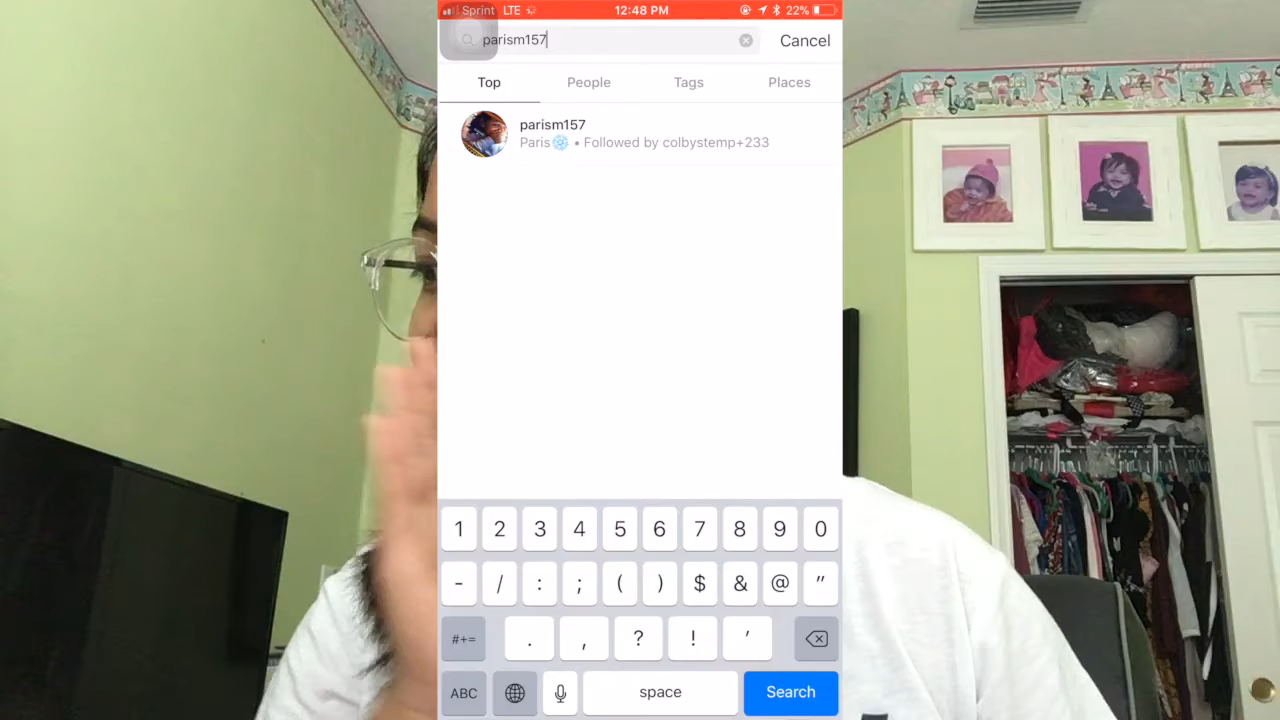 Sprint LTE 12:48 PM 22%
parism157 Cancel
Top People Tags Places
parism157
Paris • Followed by colbystemp+233
1 2 3 4 5 6 7 8 9 0
- / : ; ( ) $ & @ "
#+= . , ? ! '
ABC space Search